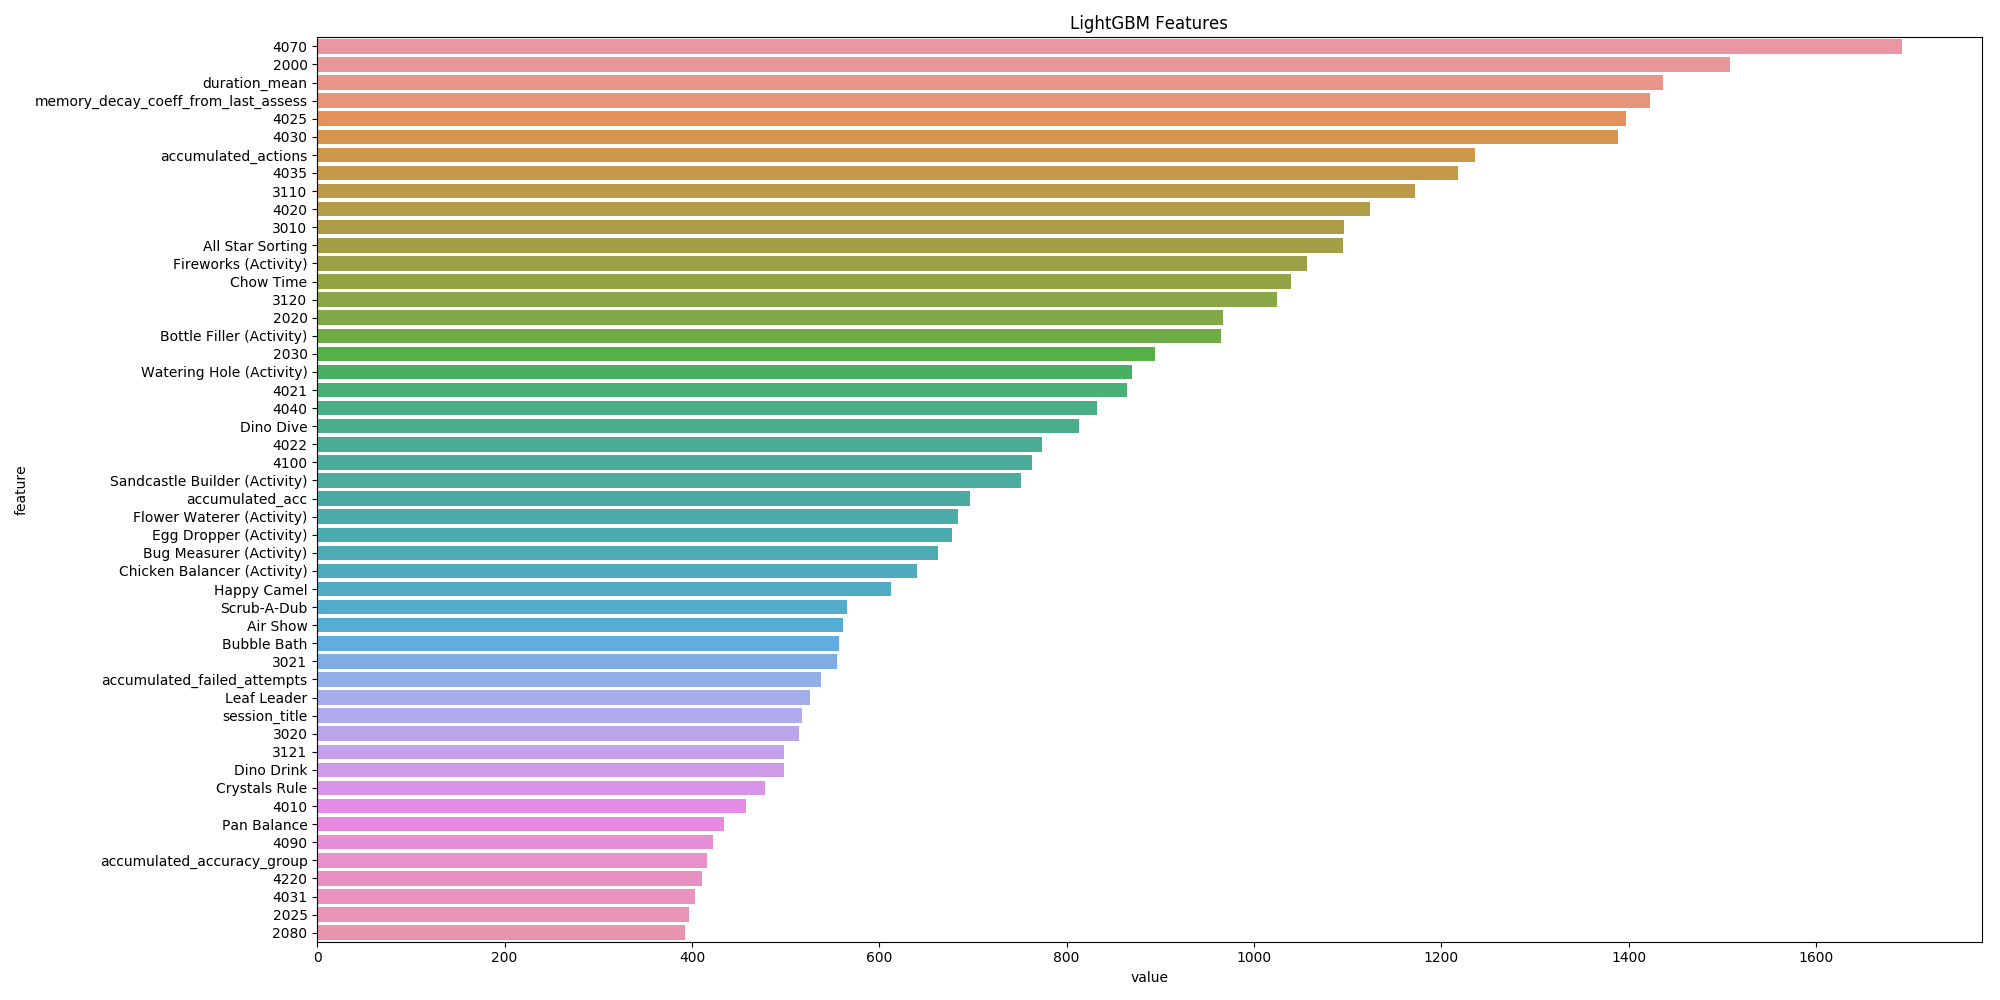 LightGBM Features
4070
2000
duration_mean
memory_decay_coeff_from_last_assess
4025
4030
accumulated_actions
4035
3110
4020
3010
All Star Sorting
Fireworks (Activity)
Chow Time
3120
2020
Bottle Filler (Activity)
2030
Watering Hole (Activity)
4021
4040
Dino Dive
4022
4100
Sandcastle Builder (Activity)
accumulated_acc
Flower Waterer (Activity)
Egg Dropper (Activity)
Bug Measurer (Activity)
Chicken Balancer (Activity)
Happy Camel
Scrub-A-Dub
Air Show
Bubble Bath
3021
accumulated_failed_attempts
Leaf Leader
session_title
3020
3121
Dino Drink
Crystals Rule
4010
Pan Balance
4090
accumulated_accuracy_group
4220
4031
2025
2080
feature
0 200 400 600 800 1000 1200 1400 1600
value